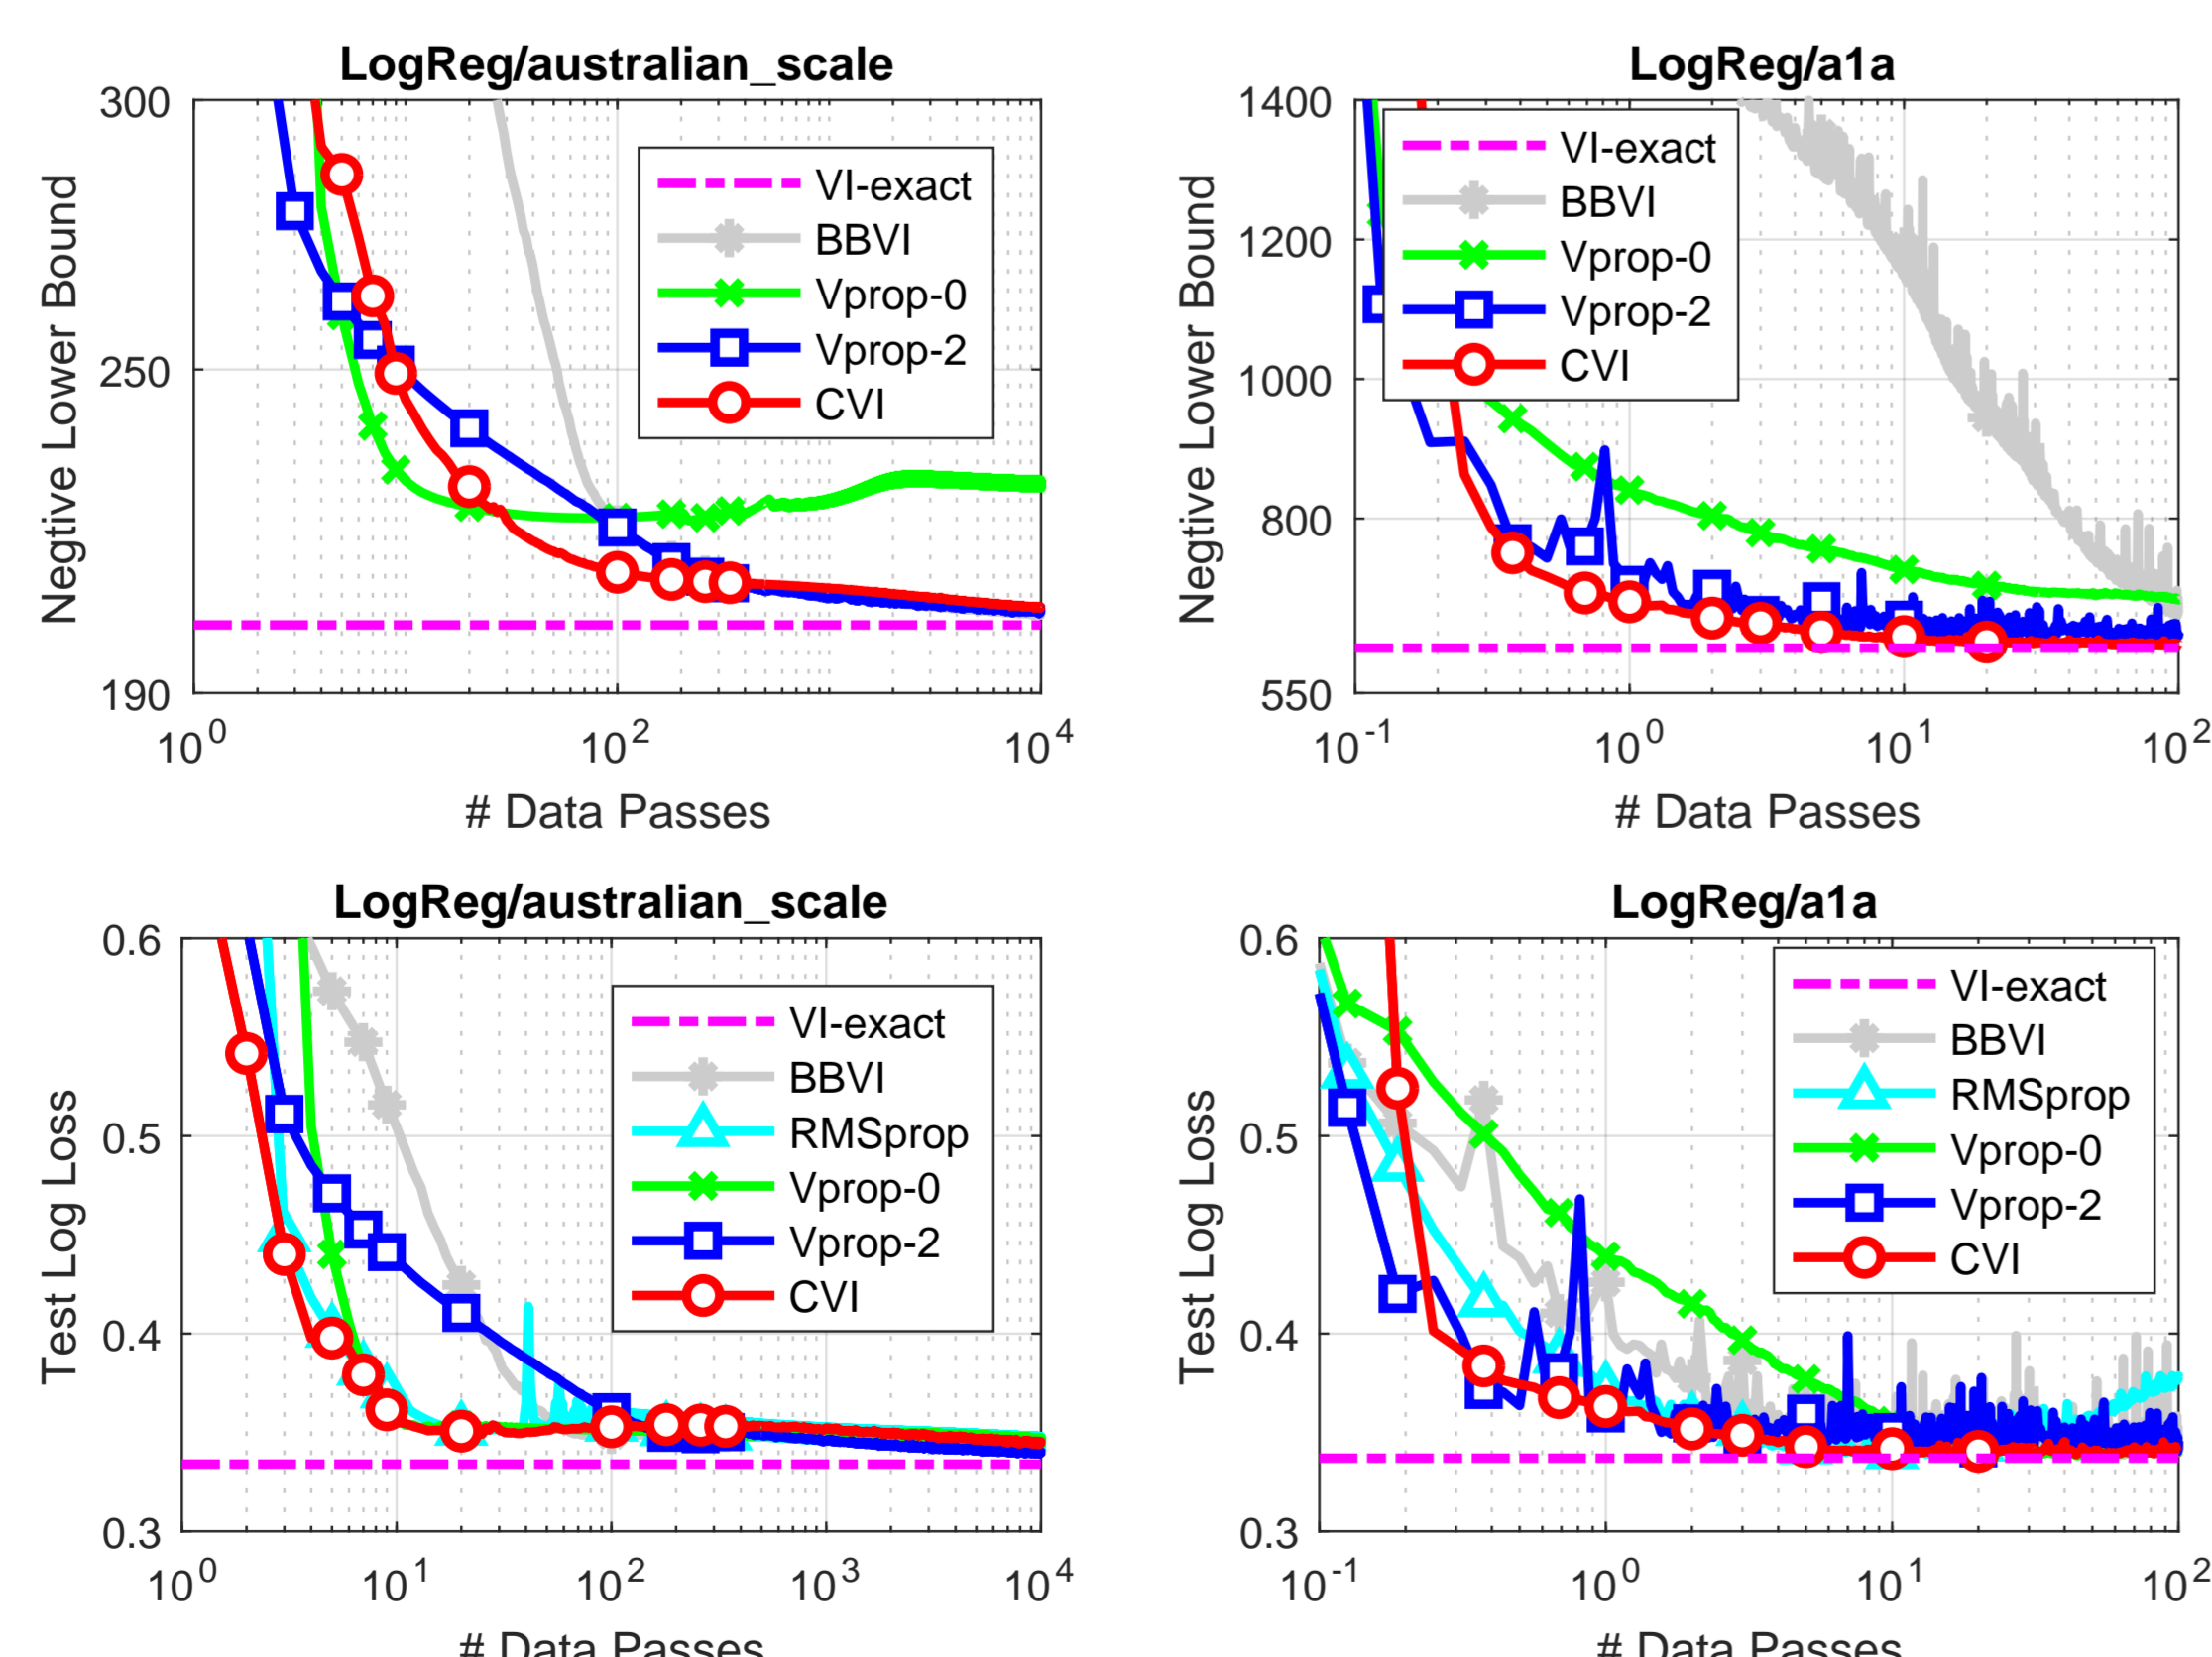 LogReg/australian_scale
300
250
190
Negtive Lower Bound
VI-exact
BBVI
Vprop-0
Vprop-2
CVI
10^0 10^2 10^4
# Data Passes
LogReg/a1a
1400
1200
1000
800
550
Negtive Lower Bound
VI-exact
BBVI
Vprop-0
Vprop-2
CVI
10^-1 10^0 10^1 10^2
# Data Passes
LogReg/australian_scale
0.6
0.5
0.4
0.3
Test Log Loss
VI-exact
BBVI
RMSprop
Vprop-0
Vprop-2
CVI
10^0 10^1 10^2 10^3 10^4
# Data Passes
LogReg/a1a
0.6
0.5
0.4
0.3
Test Log Loss
VI-exact
BBVI
RMSprop
Vprop-0
Vprop-2
CVI
10^-1 10^0 10^1 10^2
# Data Passes